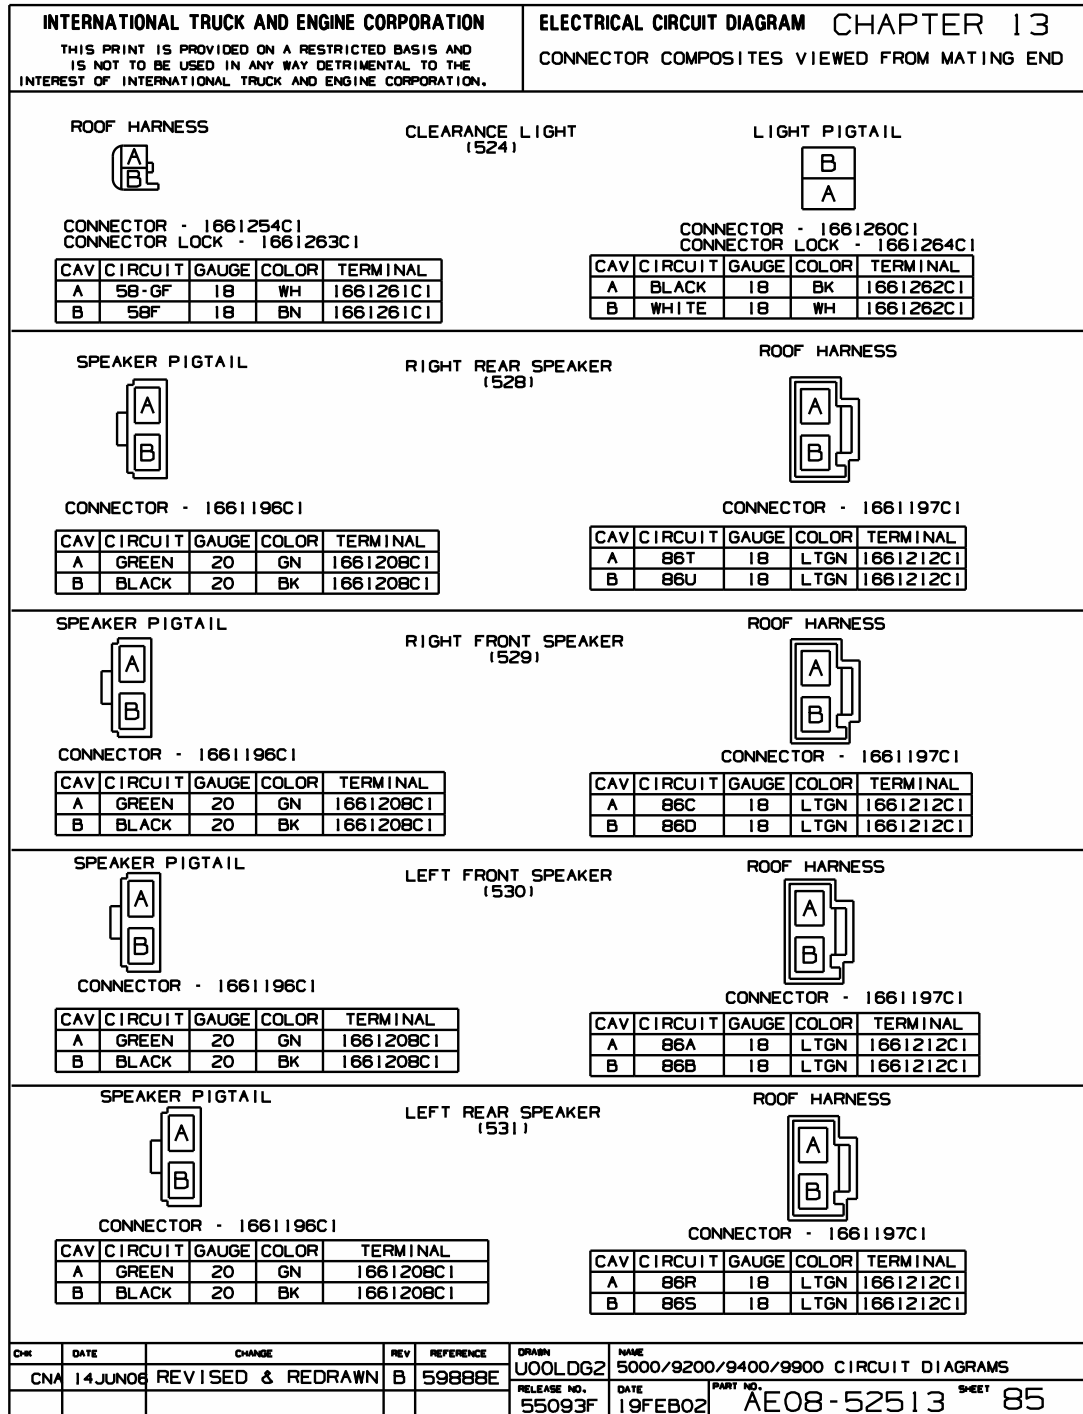 INTERNATIONAL TRUCK AND ENGINE CORPORATION
THIS PRINT IS PROVIDED ON A RESTRICTED BASIS AND
IS NOT TO BE USED IN ANY WAY DETRIMENTAL TO THE
INTEREST OF INTERNATIONAL TRUCK AND ENGINE CORPORATION.
ELECTRICAL CIRCUIT DIAGRAM CHAPTER 13
CONNECTOR COMPOSITES VIEWED FROM MATING END
ROOF HARNESS
A
B
CONNECTOR - 1661254C1
CONNECTOR LOCK - 1661263C1
CAV CIRCUIT GAUGE COLOR TERMINAL
A 58-GF 18 WH 1661261C1
B 58F 18 BN 1661261C1
CLEARANCE LIGHT
(524)
LIGHT PIGTAIL
B
A
CONNECTOR - 1661260C1
CONNECTOR LOCK - 1661264C1
CAV CIRCUIT GAUGE COLOR TERMINAL
A BLACK 18 BK 1661262C1
B WHITE 18 WH 1661262C1
SPEAKER PIGTAIL
A
B
CONNECTOR - 1661196C1
CAV CIRCUIT GAUGE COLOR TERMINAL
A GREEN 20 GN 1661208C1
B BLACK 20 BK 1661208C1
RIGHT REAR SPEAKER
(528)
ROOF HARNESS
A
B
CONNECTOR - 1661197C1
CAV CIRCUIT GAUGE COLOR TERMINAL
A 86T 18 LTGN 1661212C1
B 86U 18 LTGN 1661212C1
SPEAKER PIGTAIL
A
B
CONNECTOR - 1661196C1
CAV CIRCUIT GAUGE COLOR TERMINAL
A GREEN 20 GN 1661208C1
B BLACK 20 BK 1661208C1
RIGHT FRONT SPEAKER
(529)
ROOF HARNESS
A
B
CONNECTOR - 1661197C1
CAV CIRCUIT GAUGE COLOR TERMINAL
A 86C 18 LTGN 1661212C1
B 86D 18 LTGN 1661212C1
SPEAKER PIGTAIL
A
B
CONNECTOR - 1661196C1
CAV CIRCUIT GAUGE COLOR TERMINAL
A GREEN 20 GN 1661208C1
B BLACK 20 BK 1661208C1
LEFT FRONT SPEAKER
(530)
ROOF HARNESS
A
B
CONNECTOR - 1661197C1
CAV CIRCUIT GAUGE COLOR TERMINAL
A 86A 18 LTGN 1661212C1
B 86B 18 LTGN 1661212C1
SPEAKER PIGTAIL
A
B
CONNECTOR - 1661196C1
CAV CIRCUIT GAUGE COLOR TERMINAL
A GREEN 20 GN 1661208C1
B BLACK 20 BK 1661208C1
LEFT REAR SPEAKER
(531)
ROOF HARNESS
A
B
CONNECTOR - 1661197C1
CAV CIRCUIT GAUGE COLOR TERMINAL
A 86R 18 LTGN 1661212C1
B 86S 18 LTGN 1661212C1
CHK DATE CHANGE REV REFERENCE
CNA 14JUN06 REVISED & REDRAWN B 59888E
DRAWN
U00LDG2
NAME
5000/9200/9400/9900 CIRCUIT DIAGRAMS
RELEASE NO.
55093F
DATE
19FEB02
PART NO.
AE08-52513
SHEET 85